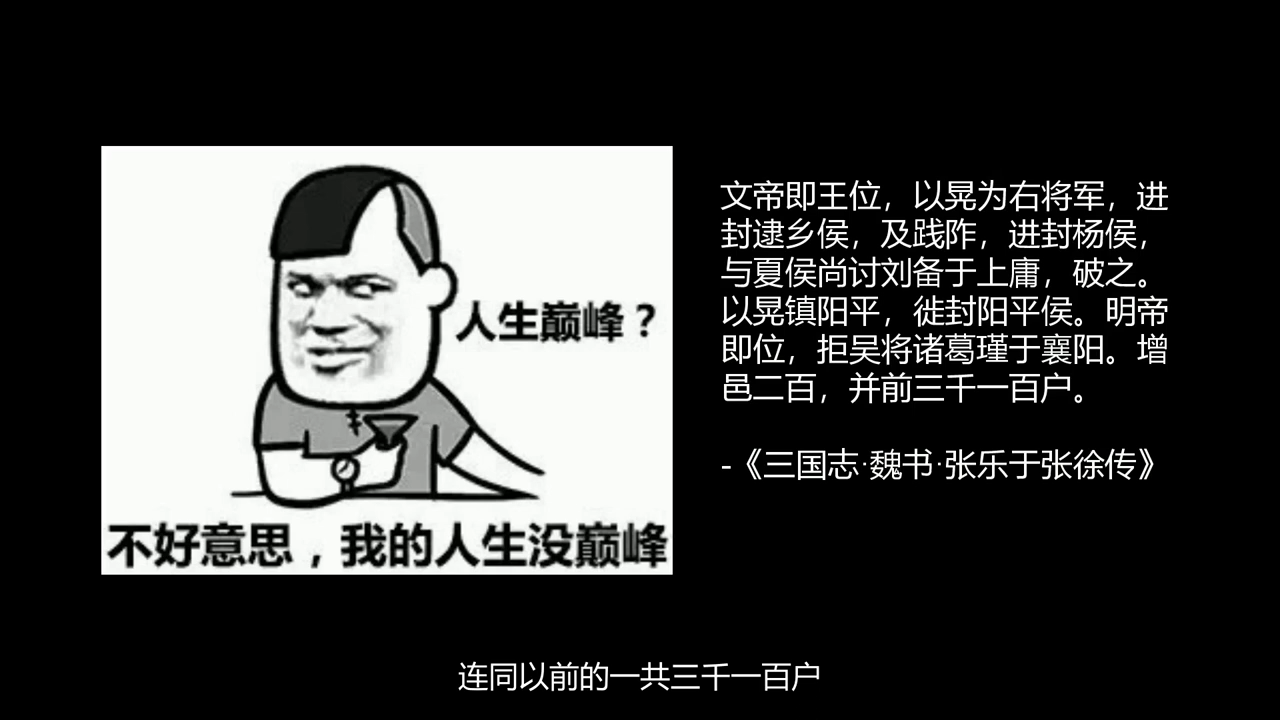 人生巅峰？
不好意思，我的人生没巅峰
文帝即王位，以晃为右将军，进
封逯乡侯，及践阼，进封杨侯，
与夏侯尚讨刘备于上庸，破之。
以晃镇阳平，徙封阳平侯。明帝
即位，拒吴将诸葛瑾于襄阳。增
邑二百，并前三千一百户。
-《三国志·魏书·张乐于张徐传》
连同以前的一共三千一百户